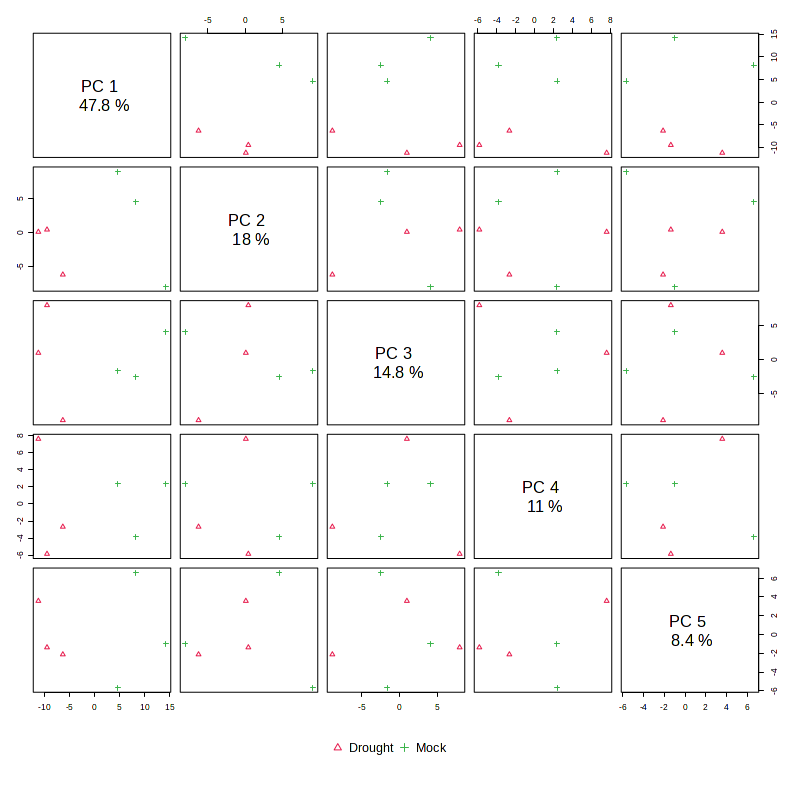 -5 0 5 -6 -4 -2 0 2 4 6 8
PC 1
47.8 %
-10 -5 0 5 10 15
-5 0 5
PC 2
18 %
PC 3
14.8 %
-5 0 5
-6 -4 -2 0 2 4 6 8
PC 4
11 %
PC 5
8.4 %
-6 -4 -2 0 2 4 6
-10 -5 0 5 10 15 -5 0 5 -6 -4 -2 0 2 4 6
Drought Mock